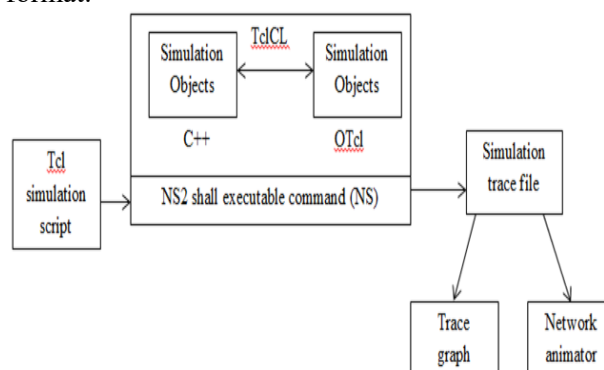 format.
TclCL
Simulation
Objects
Simulation
Objects
C++
OTcl
Tcl
simulation
script
NS2 shall executable command (NS)
Simulation
trace file
Trace
graph
Network
animator